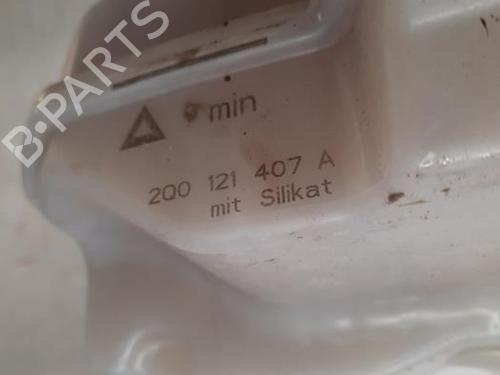 B-PARTS
min
2Q0 121 407 A
mit Silikat